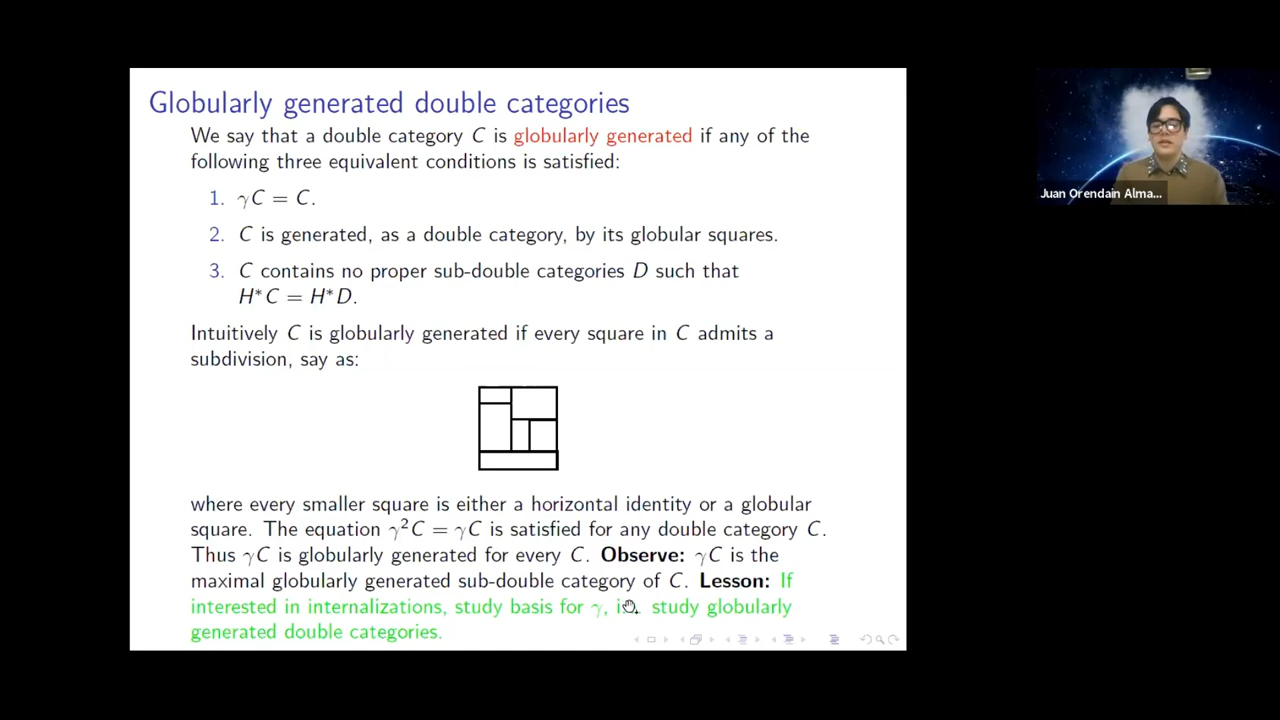 Globularly generated double categories
We say that a double category C is globularly generated if any of the
following three equivalent conditions is satisfied:
1. γC = C.
2. C is generated, as a double category, by its globular squares.
3. C contains no proper sub-double categories D such that
H*C = H*D.
Intuitively C is globularly generated if every square in C admits a
subdivision, say as:
where every smaller square is either a horizontal identity or a globular
square. The equation γ²C = γC is satisfied for any double category C.
Thus γC is globularly generated for every C. Observe: γC is the
maximal globularly generated sub-double category of C. Lesson: If
interested in internalizations, study basis for γ, study globularly
generated double categories.
Juan Orendain Alma...